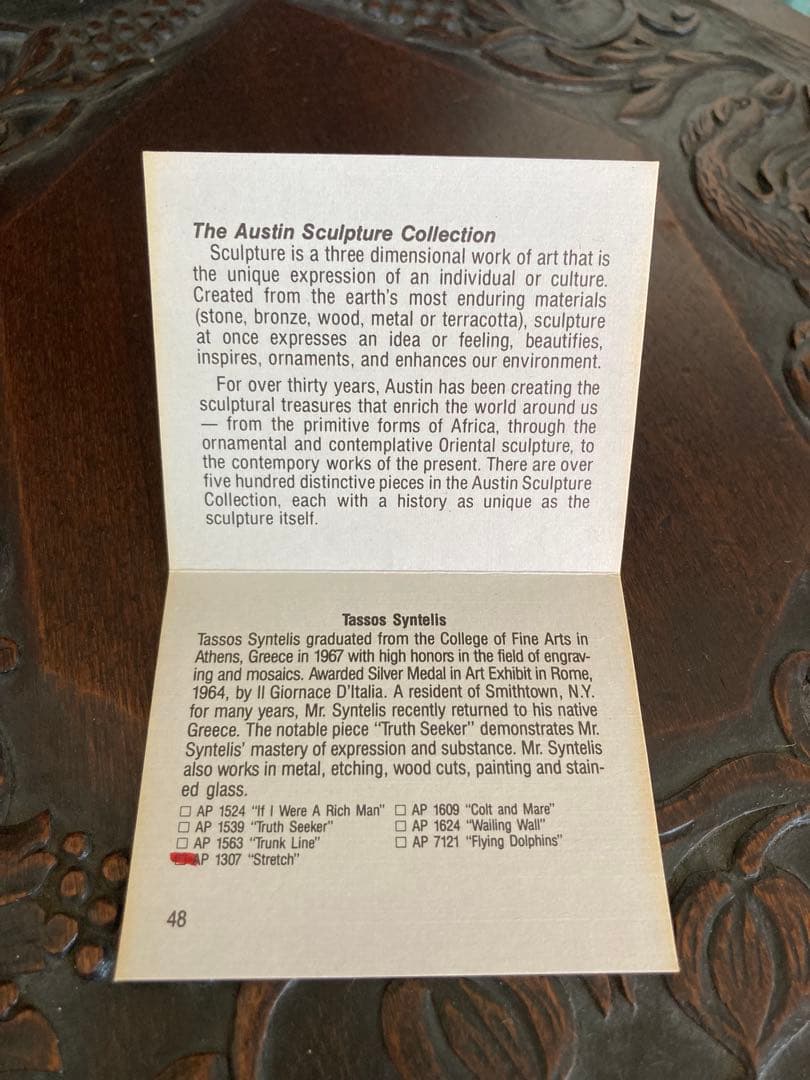 The Austin Sculpture Collection
Sculpture is a three dimensional work of art that is
the unique expression of an individual or culture.
Created from the earth's most enduring materials
(stone, bronze, wood, metal or terracotta), sculpture
at once expresses an idea or feeling, beautifies,
inspires, ornaments, and enhances our environment.
For over thirty years, Austin has been creating the
sculptural treasures that enrich the world around us
— from the primitive forms of Africa, through the
ornamental and contemplative Oriental sculpture, to
the contempory works of the present. There are over
five hundred distinctive pieces in the Austin Sculpture
Collection, each with a history as unique as the
sculpture itself.
Tassos Syntelis
Tassos Syntelis graduated from the College of Fine Arts in
Athens, Greece in 1967 with high honors in the field of engrav-
ing and mosaics. Awarded Silver Medal in Art Exhibit in Rome,
1964, by Il Giornace D'Italia. A resident of Smithtown, N.Y.
for many years, Mr. Syntelis recently returned to his native
Greece. The notable piece "Truth Seeker" demonstrates Mr.
Syntelis' mastery of expression and substance. Mr. Syntelis
also works in metal, etching, wood cuts, painting and stain-
ed glass.
☐ AP 1524 "If I Were A Rich Man" ☐ AP 1609 "Colt and Mare"
☐ AP 1539 "Truth Seeker" ☐ AP 1624 "Wailing Wall"
☐ AP 1563 "Trunk Line" ☐ AP 7121 "Flying Dolphins"
☐ AP 1307 "Stretch"
48